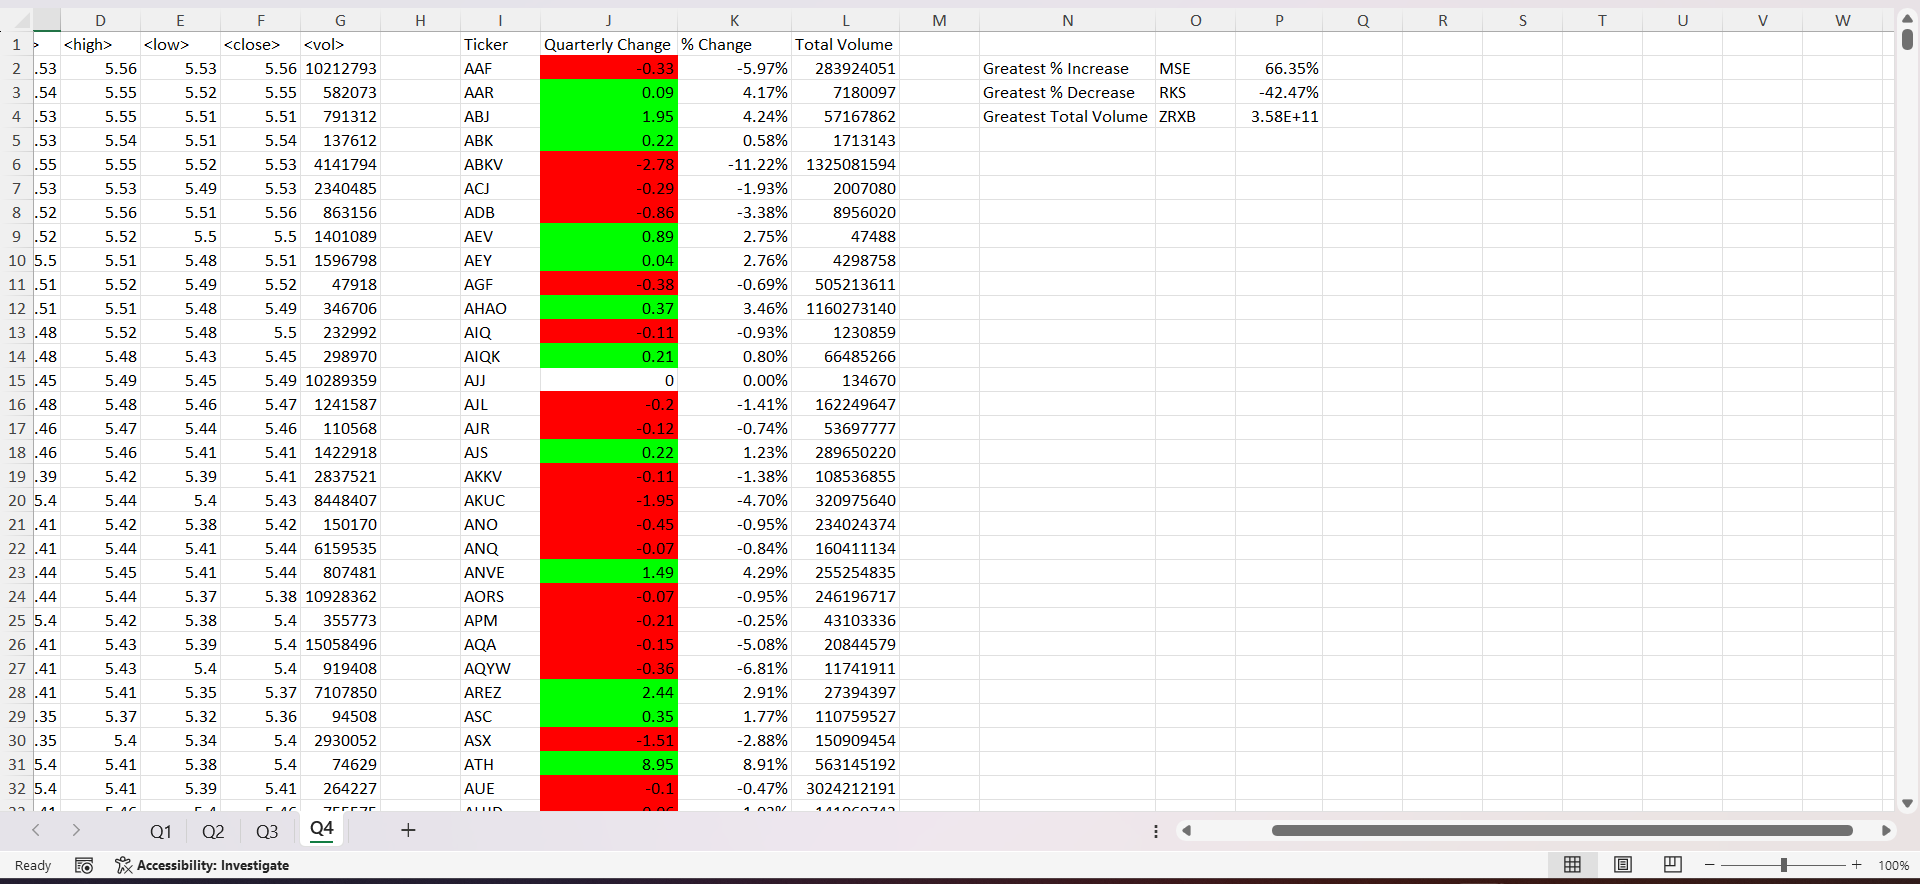 D E F G H I J K L M N O P Q R S T U V W
1 > <high> <low> <close> <vol> Ticker Quarterly Change % Change Total Volume
2 .53 5.56 5.53 5.56 10212793 AAF -0.33 -5.97% 283924051 Greatest % Increase MSE 66.35%
3 .54 5.55 5.52 5.55 582073 AAR 0.09 4.17% 7180097 Greatest % Decrease RKS -42.47%
4 .53 5.55 5.51 5.51 791312 ABJ 1.95 4.24% 57167862 Greatest Total Volume ZRXB 3.58E+11
5 .53 5.54 5.51 5.54 137612 ABK 0.22 0.58% 1713143
6 .55 5.55 5.52 5.53 4141794 ABKV -2.78 -11.22% 1325081594
7 .53 5.53 5.49 5.53 2340485 ACJ -0.29 -1.93% 2007080
8 .52 5.56 5.51 5.56 863156 ADB -0.86 -3.38% 8956020
9 .52 5.52 5.5 5.5 1401089 AEV 0.89 2.75% 47488
10 5.5 5.51 5.48 5.51 1596798 AEY 0.04 2.76% 4298758
11 .51 5.52 5.49 5.52 47918 AGF -0.38 -0.69% 505213611
12 .51 5.51 5.48 5.49 346706 AHAO 0.37 3.46% 1160273140
13 .48 5.52 5.48 5.5 232992 AIQ -0.11 -0.93% 1230859
14 .48 5.48 5.43 5.45 298970 AIQK 0.21 0.80% 66485266
15 .45 5.49 5.45 5.49 10289359 AJJ 0 0.00% 134670
16 .48 5.48 5.46 5.47 1241587 AJL -0.2 -1.41% 162249647
17 .46 5.47 5.44 5.46 110568 AJR -0.12 -0.74% 53697777
18 .46 5.46 5.41 5.41 1422918 AJS 0.22 1.23% 289650220
19 .39 5.42 5.39 5.41 2837521 AKKV -0.11 -1.38% 108536855
20 5.4 5.44 5.4 5.43 8448407 AKUC -1.95 -4.70% 320975640
21 .41 5.42 5.38 5.42 150170 ANO -0.45 -0.95% 234024374
22 .41 5.44 5.41 5.44 6159535 ANQ -0.07 -0.84% 160411134
23 .44 5.45 5.41 5.44 807481 ANVE 1.49 4.29% 255254835
24 .44 5.44 5.37 5.38 10928362 AORS -0.07 -0.95% 246196717
25 5.4 5.42 5.38 5.4 355773 APM -0.21 -0.25% 43103336
26 .41 5.43 5.39 5.4 15058496 AQA -0.15 -5.08% 20844579
27 .41 5.43 5.4 5.4 919408 AQYW -0.36 -6.81% 11741911
28 .41 5.41 5.35 5.37 7107850 AREZ 2.44 2.91% 27394397
29 .35 5.37 5.32 5.36 94508 ASC 0.35 1.77% 110759527
30 .35 5.4 5.34 5.4 2930052 ASX -1.51 -2.88% 150909454
31 5.4 5.41 5.38 5.4 74629 ATH 8.95 8.91% 563145192
32 5.4 5.41 5.39 5.41 264227 AUE -0.1 -0.47% 3024212191
Q1 Q2 Q3 Q4 +
Ready Accessibility: Investigate 100%